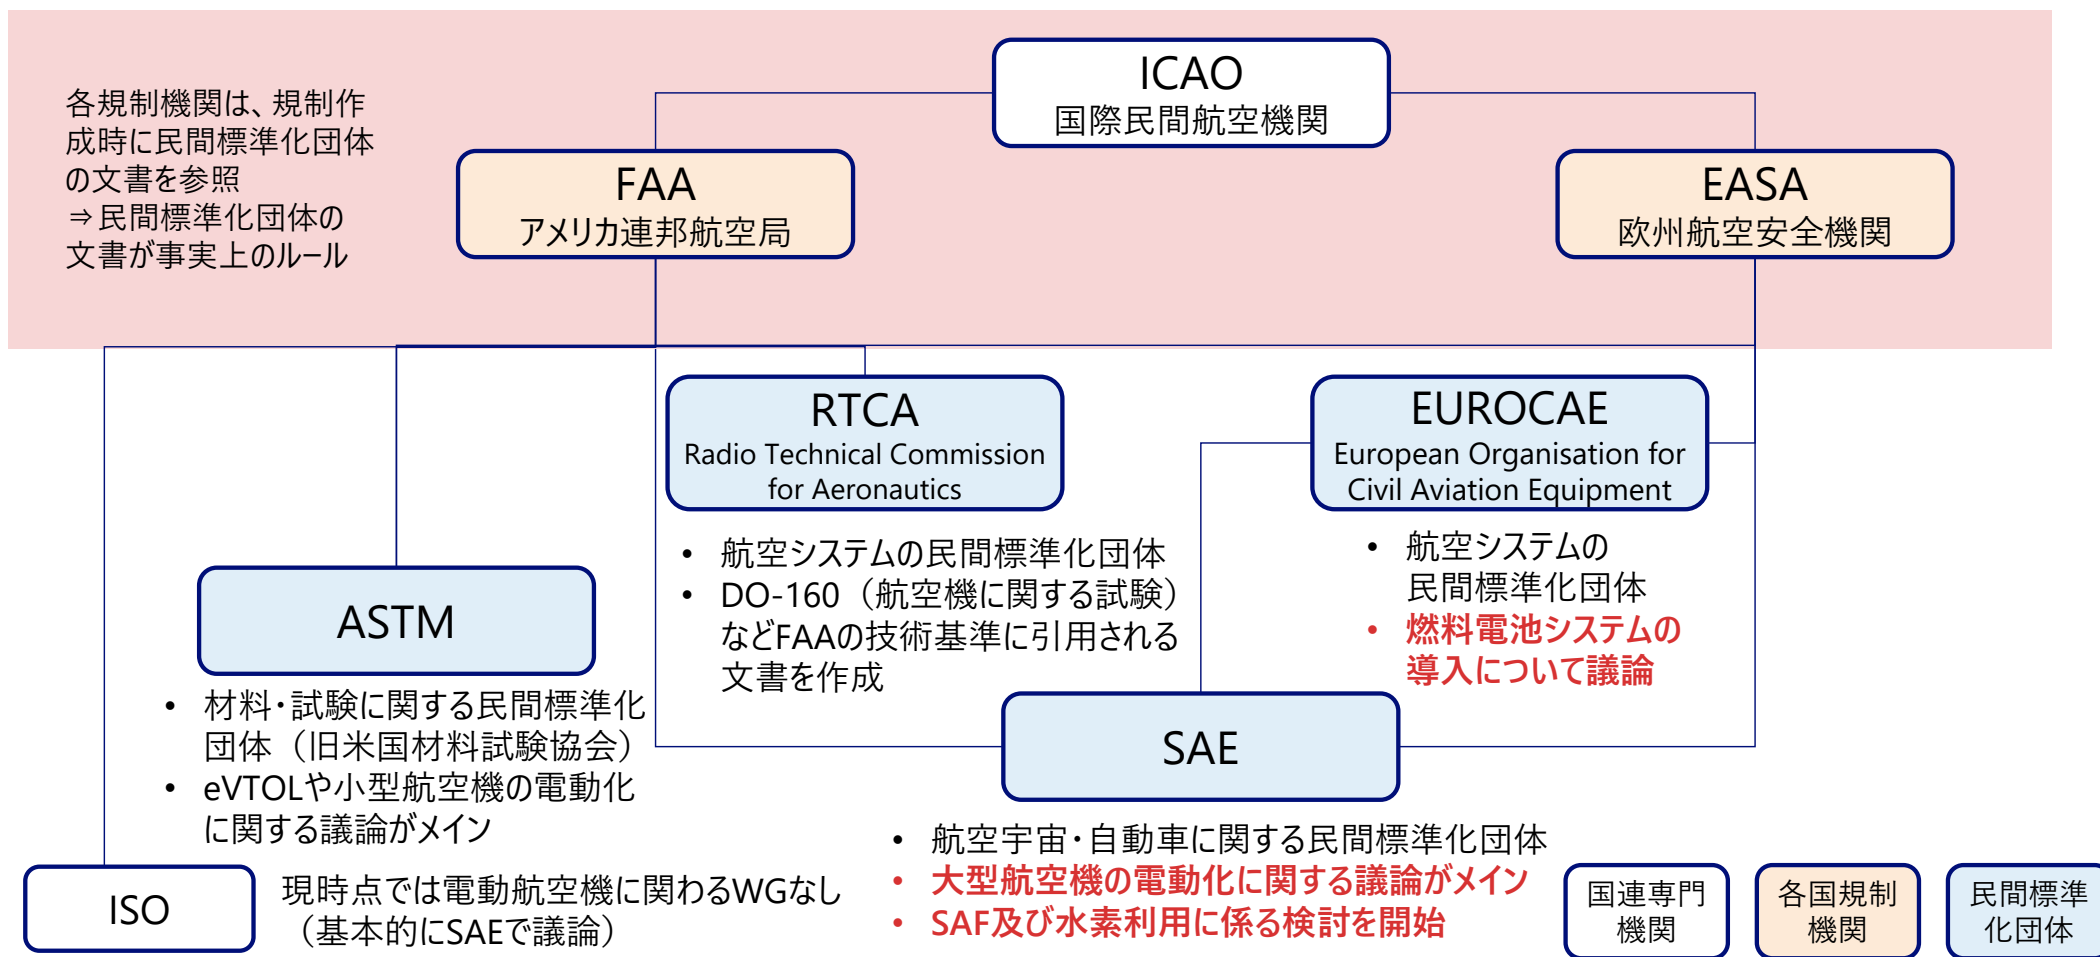 ICAO
国際民間航空機関
各規制機関は、規制作
成時に民間標準化団体
の文書を参照
⇒民間標準化団体の
文書が事実上のルール
FAA
アメリカ連邦航空局
EASA
欧州航空安全機関
RTCA
Radio Technical Commission
for Aeronautics
EUROCAE
European Organisation for
Civil Aviation Equipment
• 航空システムの民間標準化団体
• DO-160（航空機に関する試験）
などFAAの技術基準に引用される
文書を作成
• 航空システムの
民間標準化団体
• 燃料電池システムの
導入について議論
ASTM
• 材料・試験に関する民間標準化
団体（旧米国材料試験協会）
• eVTOLや小型航空機の電動化
に関する議論がメイン
SAE
• 航空宇宙・自動車に関する民間標準化団体
• 大型航空機の電動化に関する議論がメイン
• SAF及び水素利用に係る検討を開始
ISO
現時点では電動航空機に関わるWGなし
（基本的にSAEで議論）
国連専門
機関
各国規制
機関
民間標準
化団体